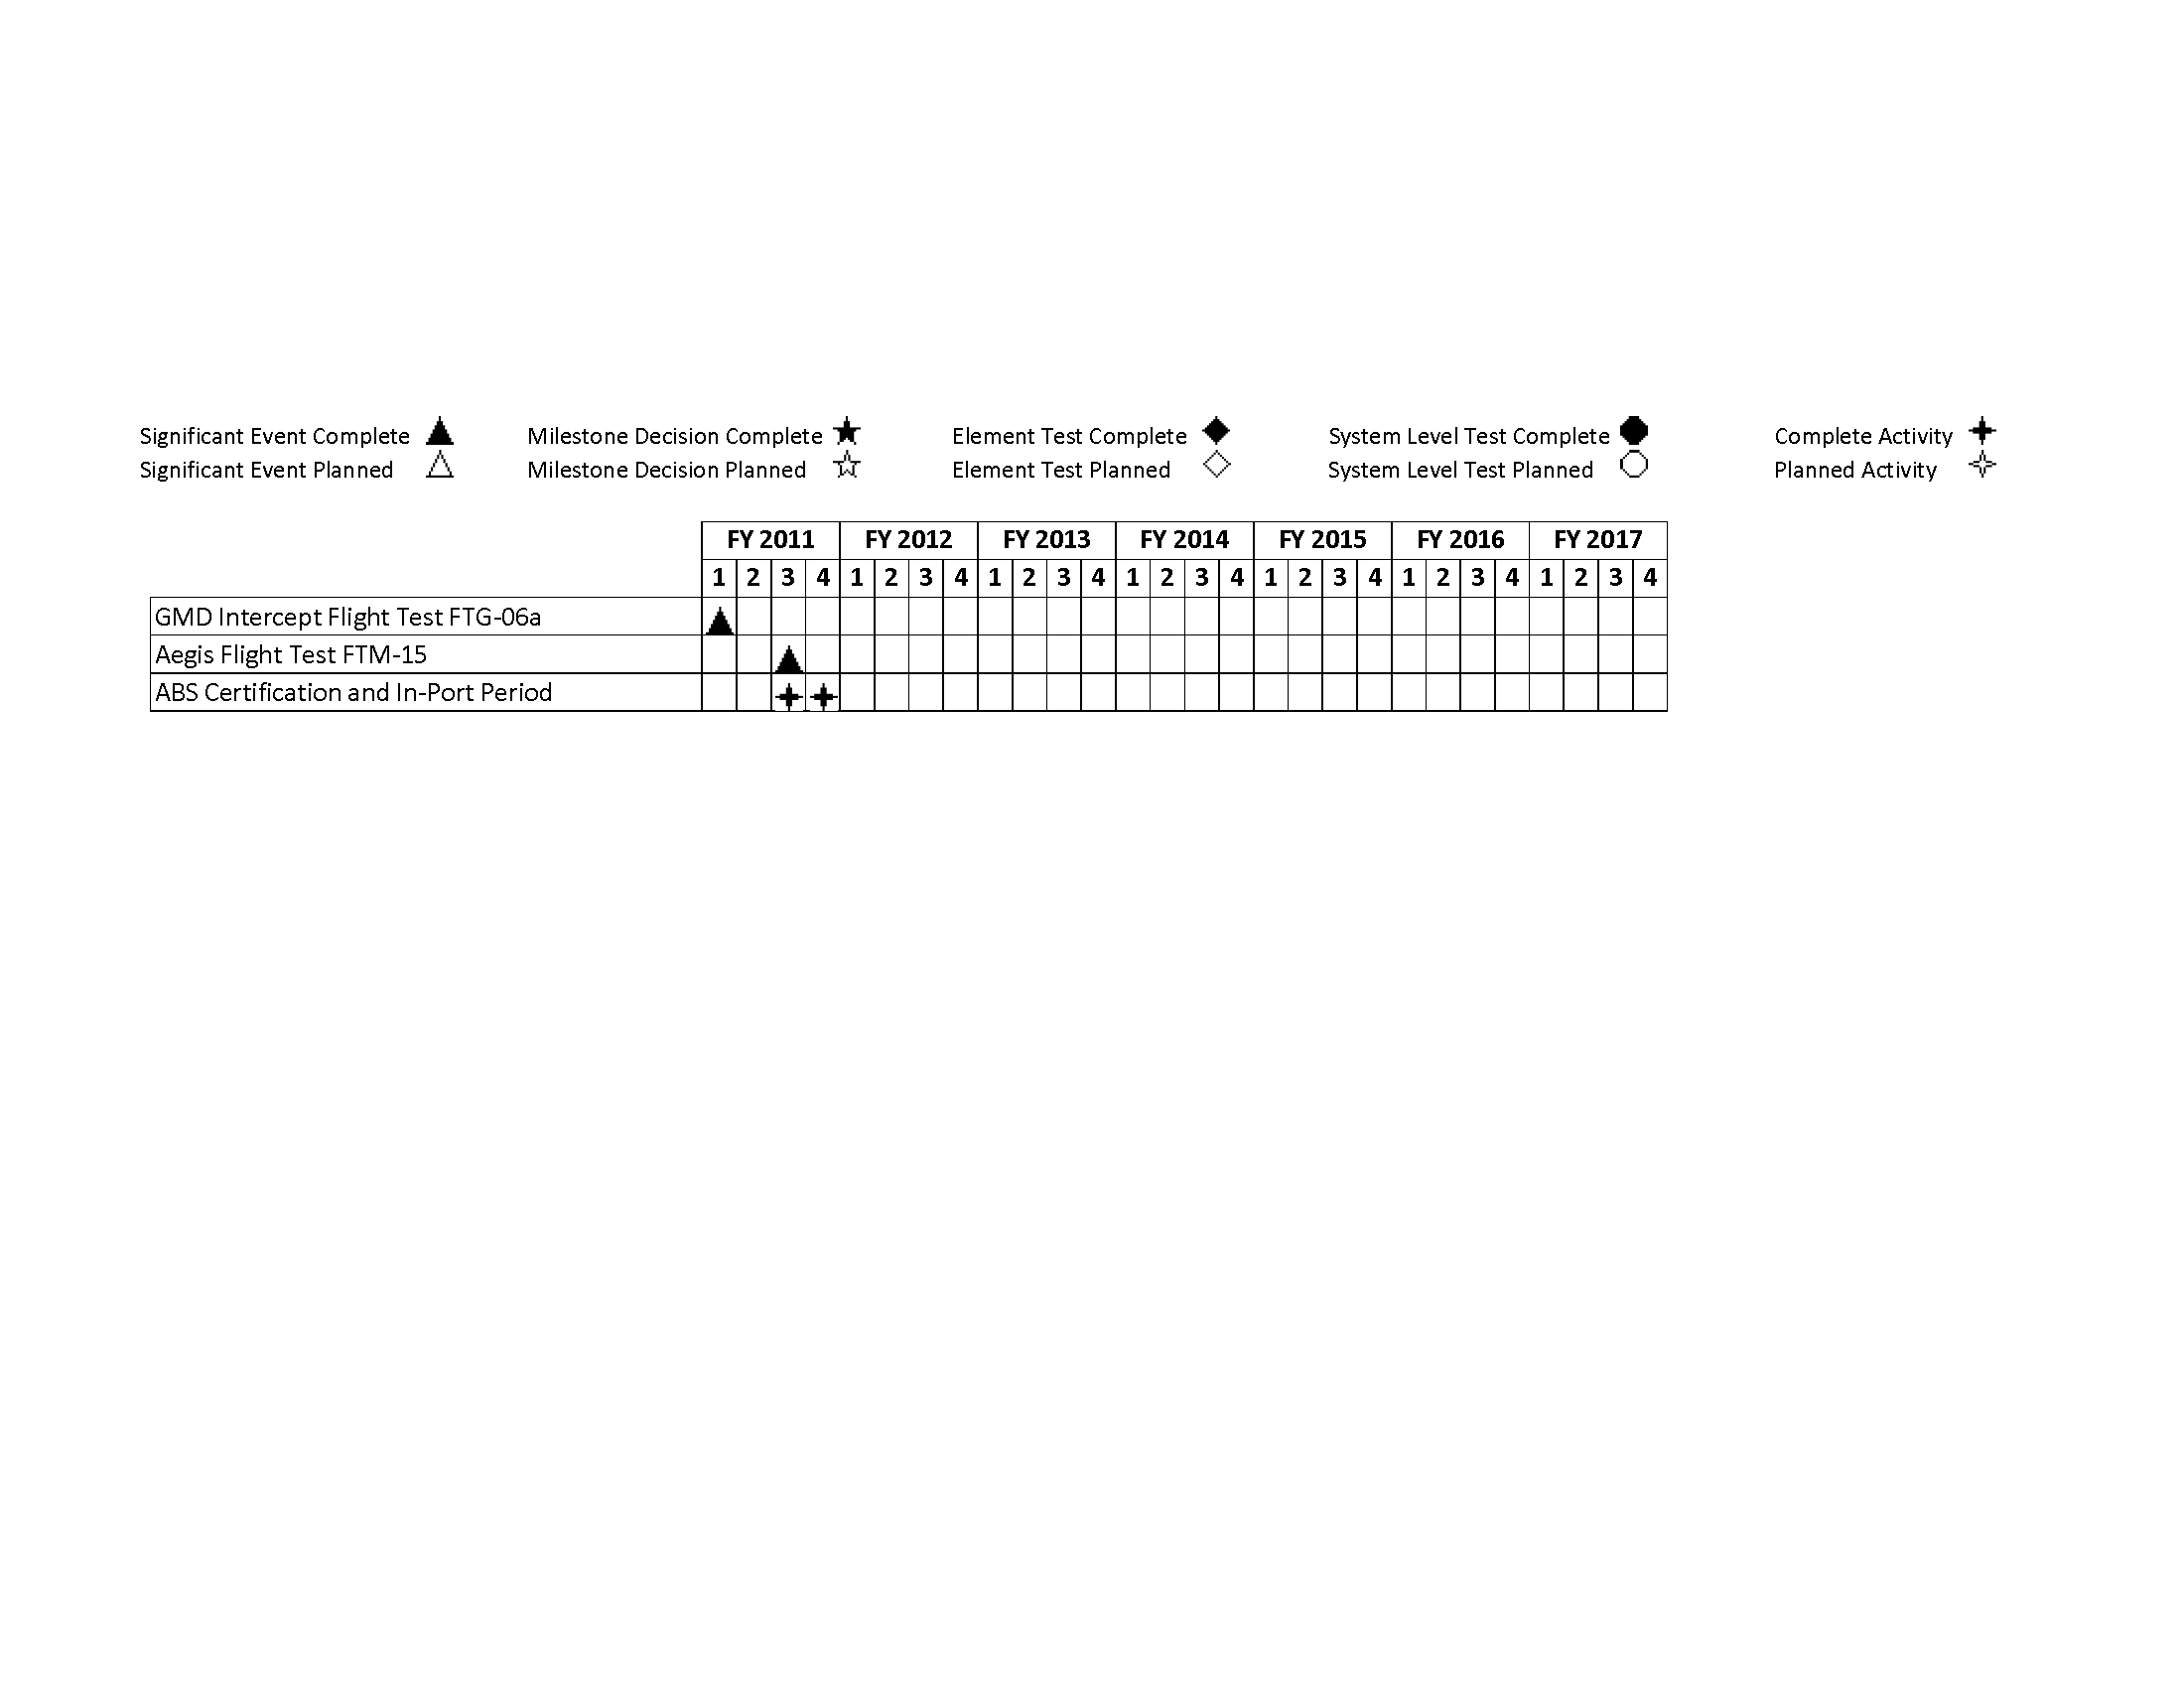 Significant Event Complete Milestone Decision Complete Element Test Complete System Level Test Complete Complete Activity
Significant Event Planned Milestone Decision Planned Element Test Planned System Level Test Planned Planned Activity
FY 2011 FY 2012 FY 2013 FY 2014 FY 2015 FY 2016 FY 2017
1 2 3 4 1 2 3 4 1 2 3 4 1 2 3 4 1 2 3 4 1 2 3 4 1 2 3 4
GMD Intercept Flight Test FTG-06a
Aegis Flight Test FTM-15
ABS Certification and In-Port Period